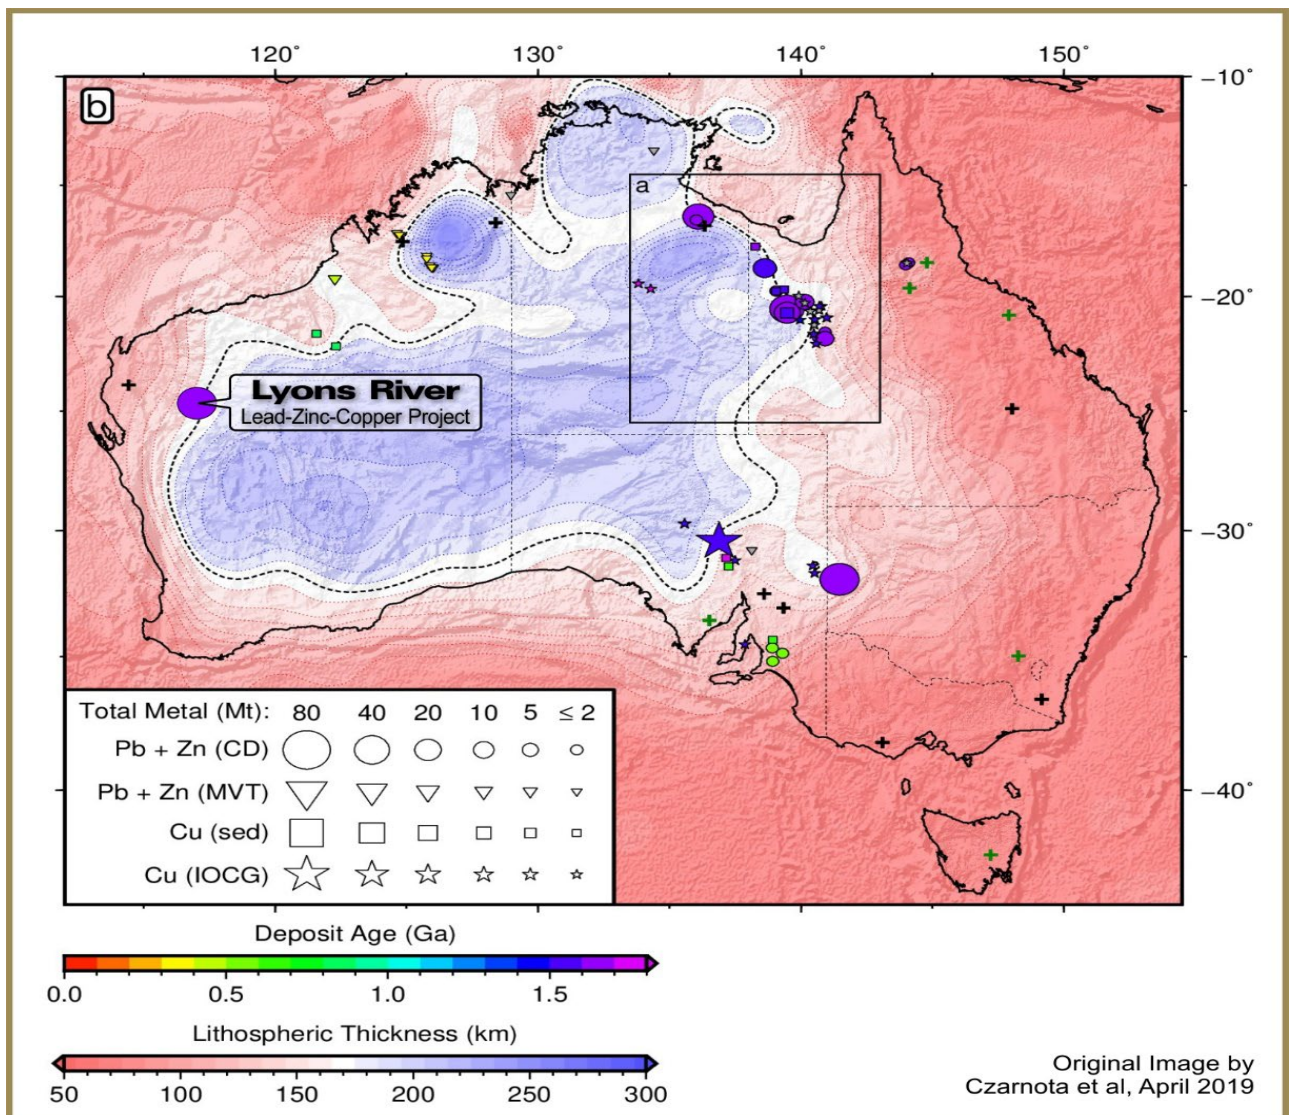 120° 130° 140° 150°
b
−10°
a
−20°
Lyons River
Lead-Zinc-Copper Project
−30°
−40°
Total Metal (Mt): 80 40 20 10 5 ≤ 2
Pb + Zn (CD)
Pb + Zn (MVT)
Cu (sed)
Cu (IOCG)
Deposit Age (Ga)
0.0 0.5 1.0 1.5
Lithospheric Thickness (km)
50 100 150 200 250 300
Original Image by
Czarnota et al, April 2019